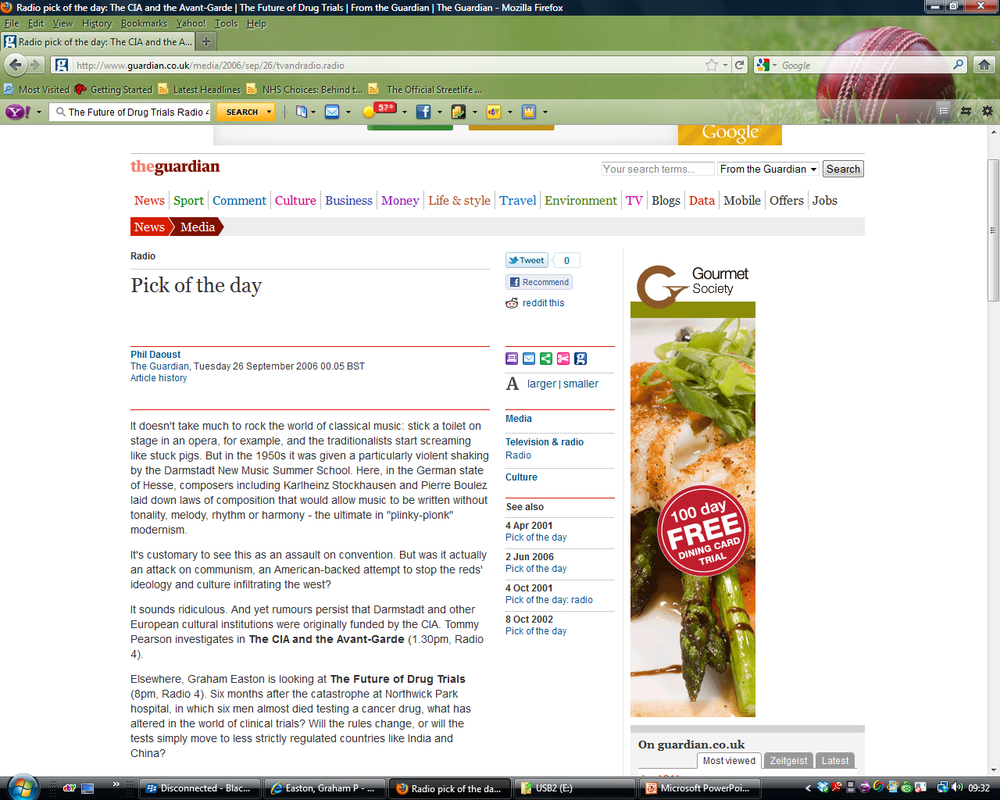 Radio pick of the day: The CIA and the Avant-Garde | The Future of Drug Trials | From the Guardian | The Guardian - Mozilla Firefox
File Edit View History Bookmarks Yahoo! Tools Help
Radio pick of the day: The CIA and the A...
http://www.guardian.co.uk/media/2006/sep/26/tvandradio.radio
Google
Most Visited Getting Started Latest Headlines NHS Choices: Behind t... The Official Streetlife ...
Y! The Future of Drug Trials Radio 4 SEARCH 57°
Google
theguardian
Your search terms... From the Guardian Search
News Sport Comment Culture Business Money Life & style Travel Environment TV Blogs Data Mobile Offers Jobs
News Media
Radio
Pick of the day
Tweet 0
Recommend
reddit this
Gourmet
Society
Phil Daoust
The Guardian, Tuesday 26 September 2006 00.05 BST
Article history
A larger | smaller
It doesn't take much to rock the world of classical music: stick a toilet on
stage in an opera, for example, and the traditionalists start screaming
like stuck pigs. But in the 1950s it was given a particularly violent shaking
by the Darmstadt New Music Summer School. Here, in the German state
of Hesse, composers including Karlheinz Stockhausen and Pierre Boulez
laid down laws of composition that would allow music to be written without
tonality, melody, rhythm or harmony - the ultimate in "plinky-plonk"
modernism.
It's customary to see this as an assault on convention. But was it actually
an attack on communism, an American-backed attempt to stop the reds'
ideology and culture infiltrating the west?
It sounds ridiculous. And yet rumours persist that Darmstadt and other
European cultural institutions were originally funded by the CIA. Tommy
Pearson investigates in The CIA and the Avant-Garde (1.30pm, Radio
4).
Elsewhere, Graham Easton is looking at The Future of Drug Trials
(8pm, Radio 4). Six months after the catastrophe at Northwick Park
hospital, in which six men almost died testing a cancer drug, what has
altered in the world of clinical trials? Will the rules change, or will the
tests simply move to less strictly regulated countries like India and
China?
Media
Television & radio
Radio
Culture
See also
4 Apr 2001
Pick of the day
2 Jun 2006
Pick of the day
4 Oct 2001
Pick of the day: radio
8 Oct 2002
Pick of the day
100 day
FREE
DINING CARD
TRIAL
On guardian.co.uk
Most viewed Zeitgeist Latest
Disconnected - Blac... Easton, Graham P - ... Radio pick of the da... USB2 (E:) Microsoft PowerPoi... 09:32